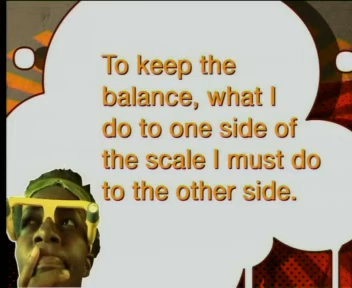 To keep the
balance, what I
do to one side of
the scale I must do
to the other side.